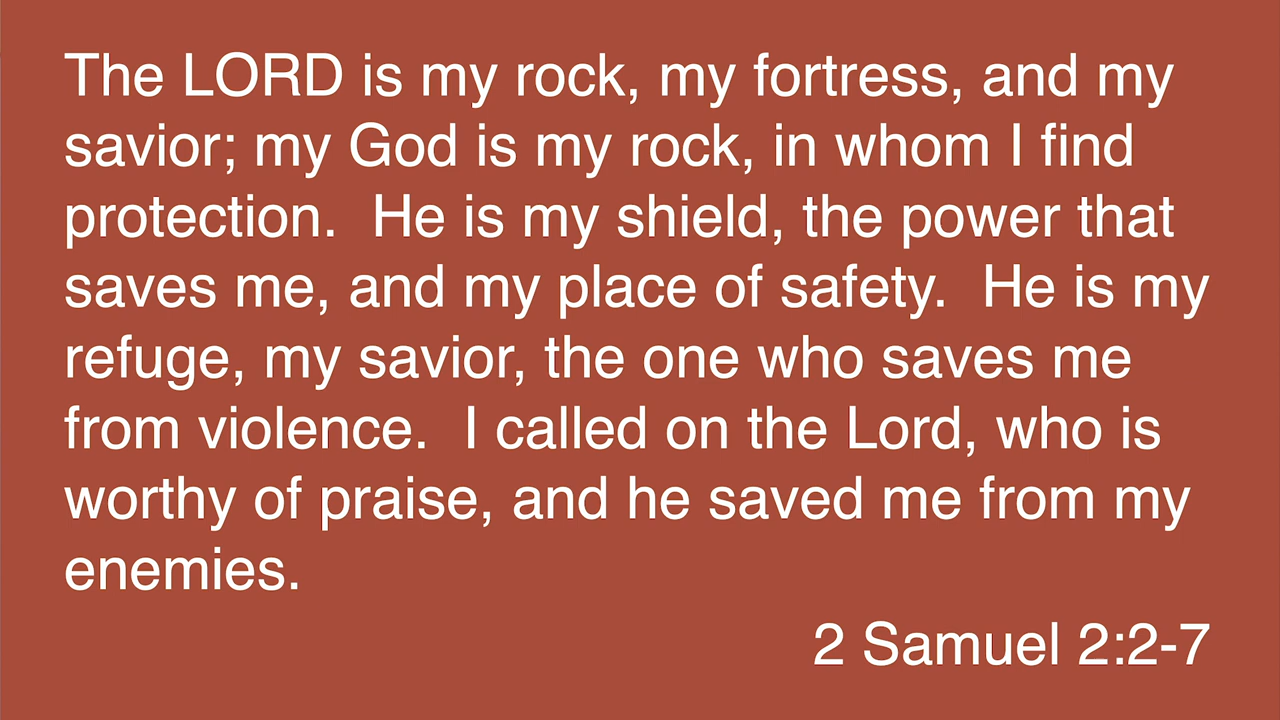 The LORD is my rock, my fortress, and my
savior; my God is my rock, in whom I find
protection.  He is my shield, the power that
saves me, and my place of safety.  He is my
refuge, my savior, the one who saves me
from violence.  I called on the Lord, who is
worthy of praise, and he saved me from my
enemies.
2 Samuel 2:2-7